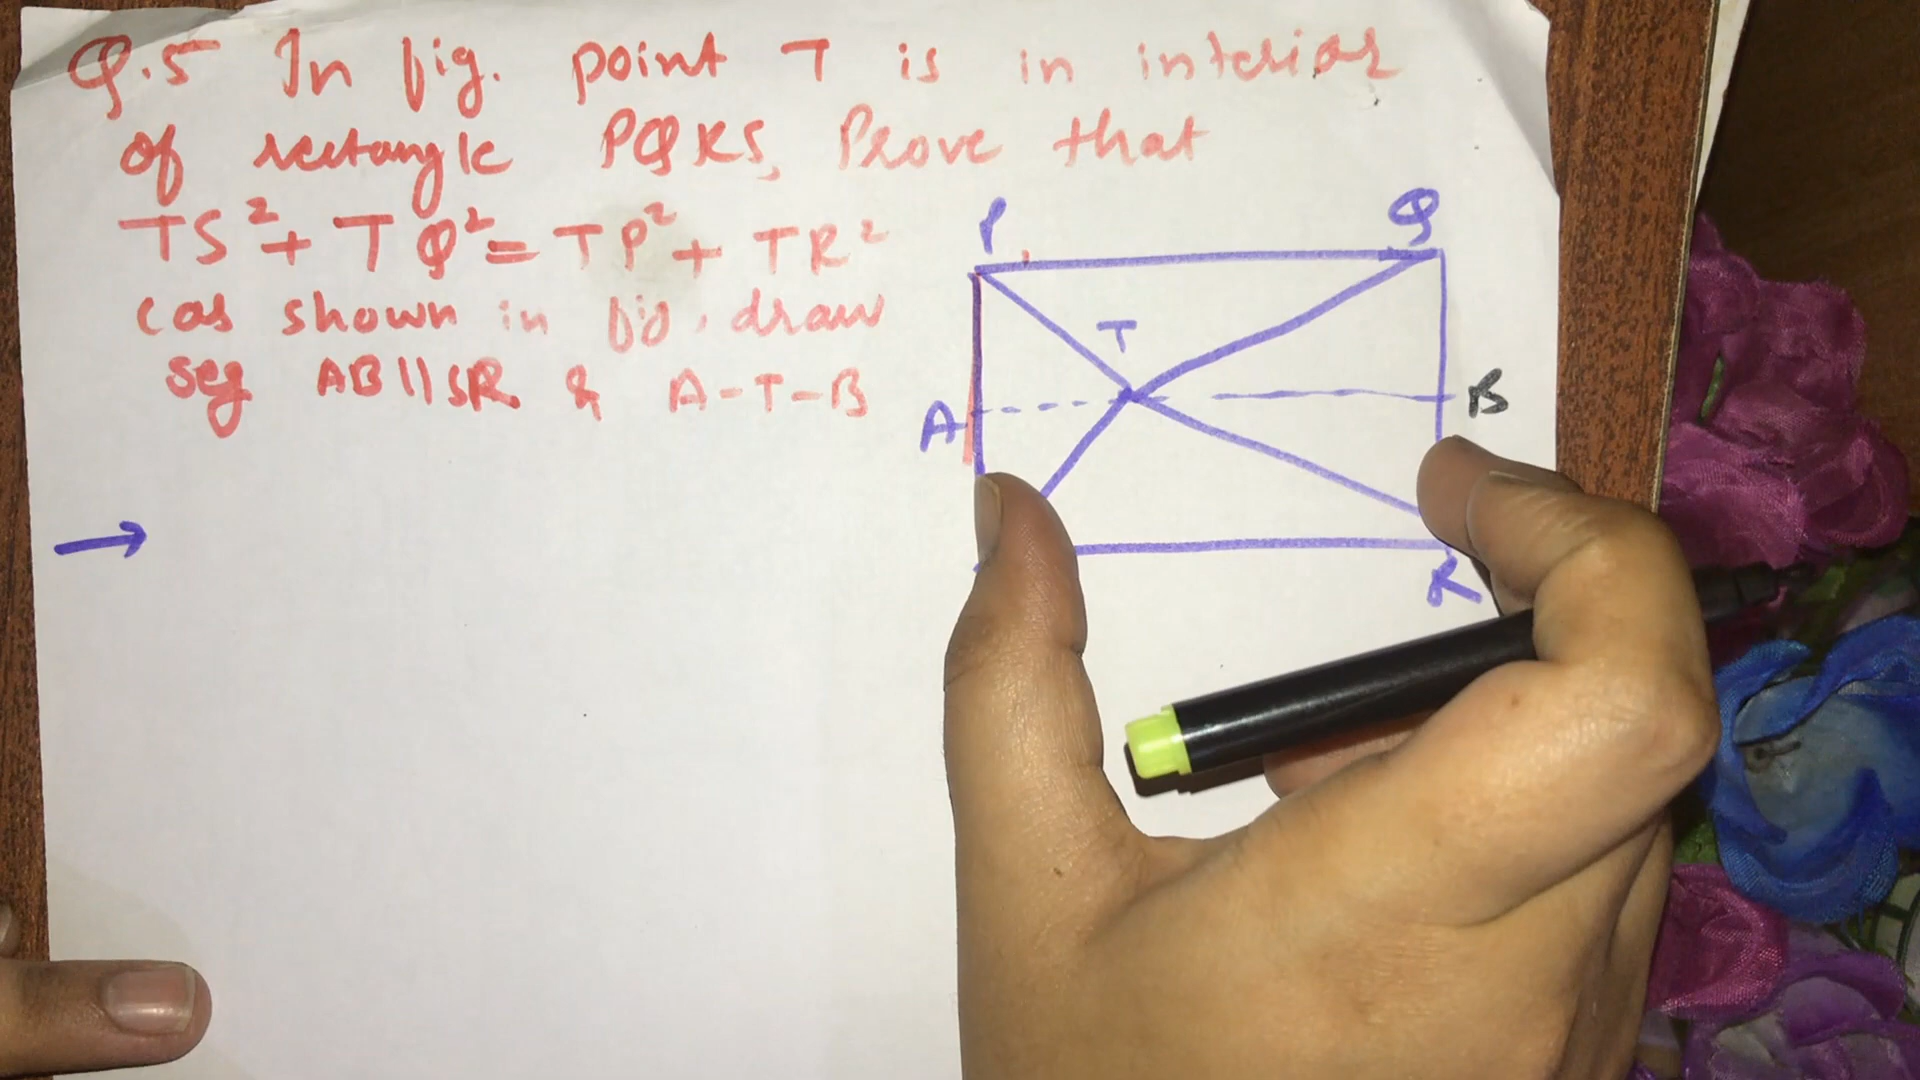 Q.5 In fig. point T is in interior
of rectangle PQRS, Prove that
TS² + TQ² = TP² + TR²
(as shown in fig, draw
seg AB || SR & A-T-B
P
Q
T
A
B
R